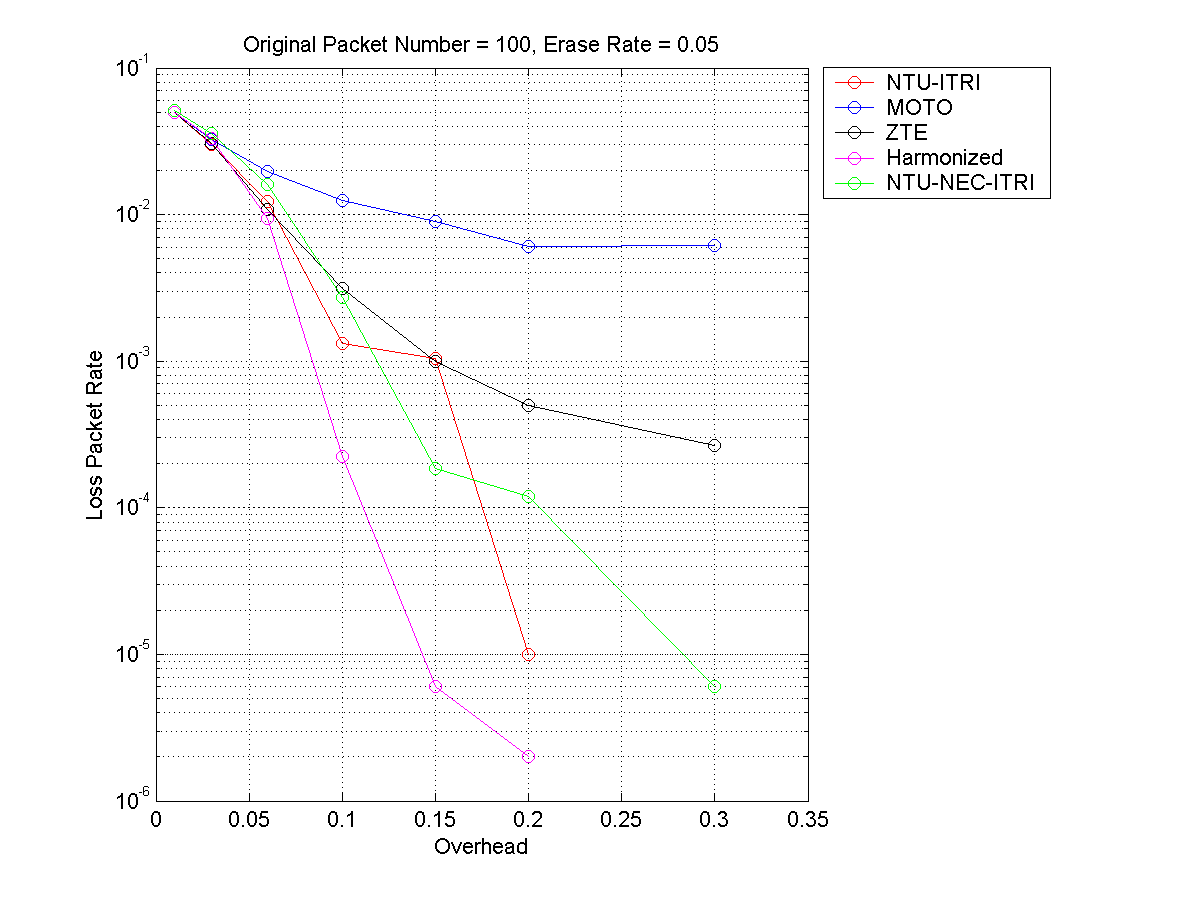 Original Packet Number = 100, Erase Rate = 0.05
NTU-ITRI
MOTO
ZTE
Harmonized
NTU-NEC-ITRI
Loss Packet Rate
10^-1
10^-2
10^-3
10^-4
10^-5
10^-6
0 0.05 0.1 0.15 0.2 0.25 0.3 0.35
Overhead